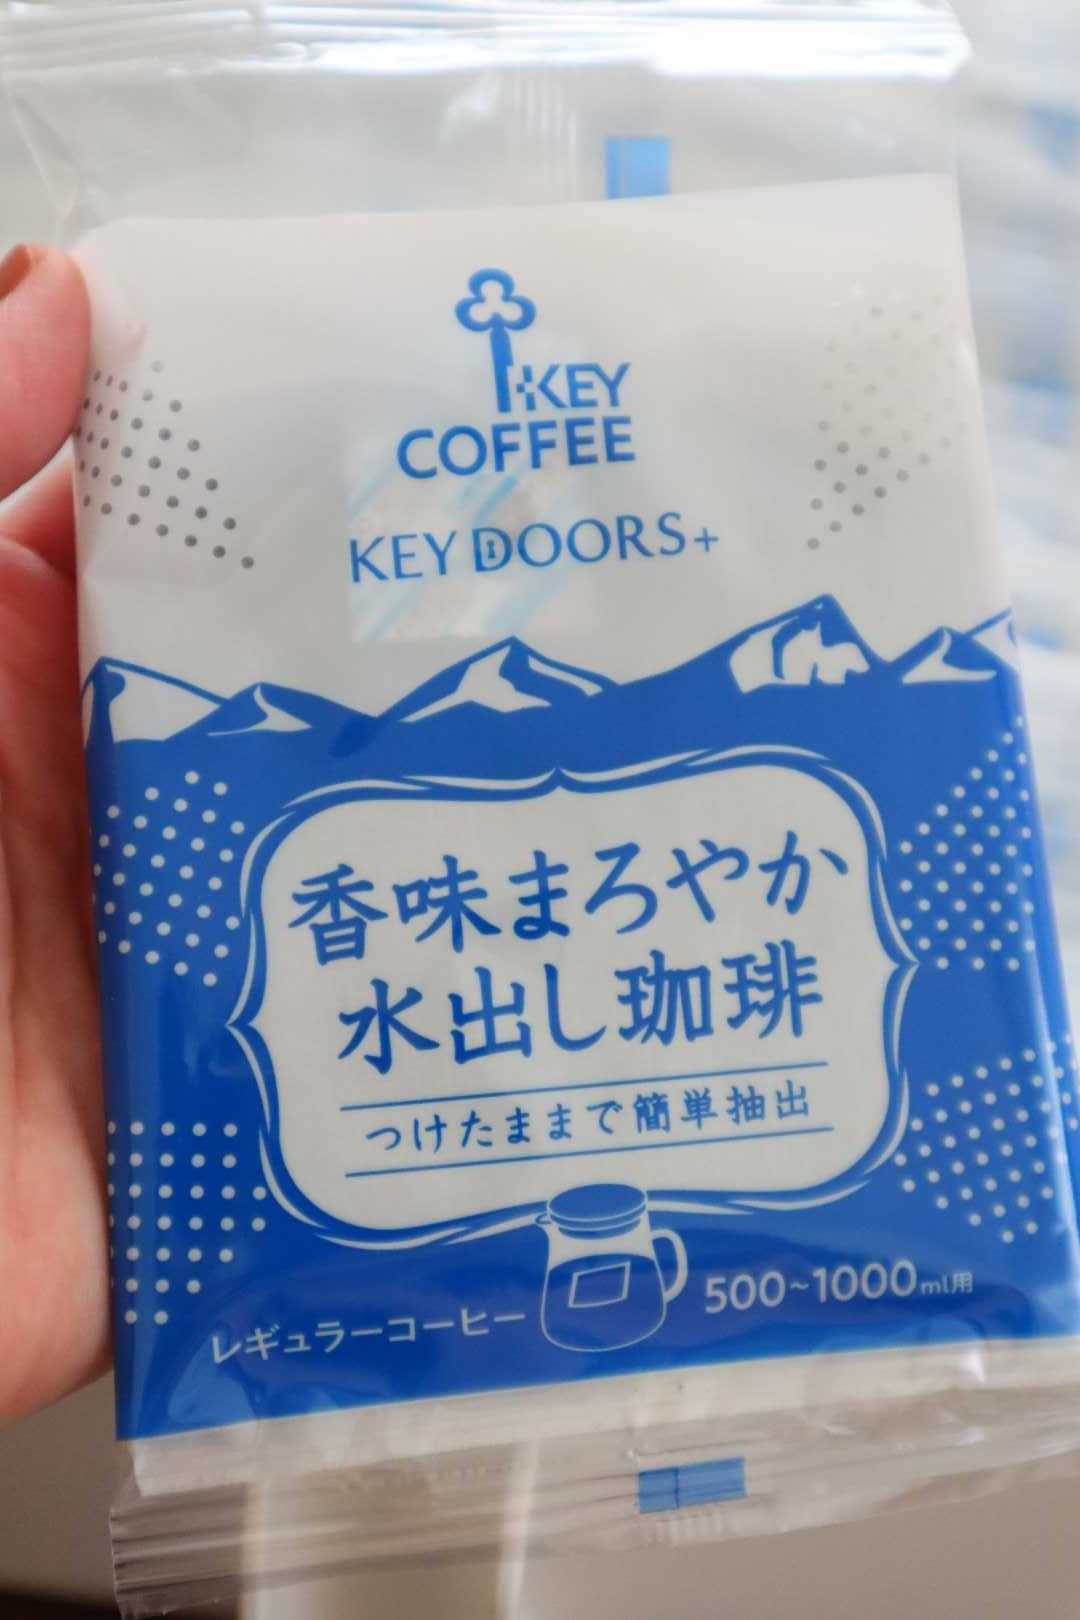 KEY
COFFEE
KEY DOORS+
香味まろやか
水出し珈琲
つけたままで簡単抽出
レギュラーコーヒー
500~1000ml用